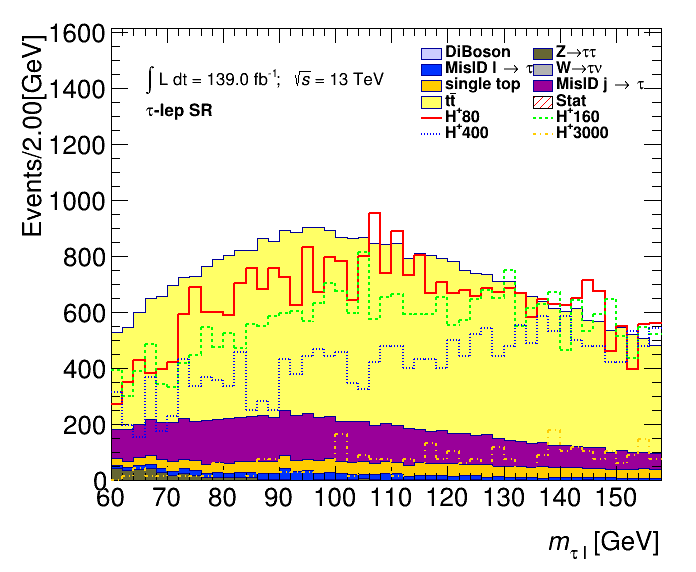 1600
∫ L dt = 139.0 fb⁻¹; √s = 13 TeV
τ-lep SR
DiBoson Z→ττ
MisID l → τ W→τν
single top MisID j → τ
tt̄ Stat
H⁺80 H⁺160
H⁺400 H⁺3000
Events/2.00[GeV]
1400
1200
1000
800
600
400
200
0
60 70 80 90 100 110 120 130 140 150
m_τ l [GeV]